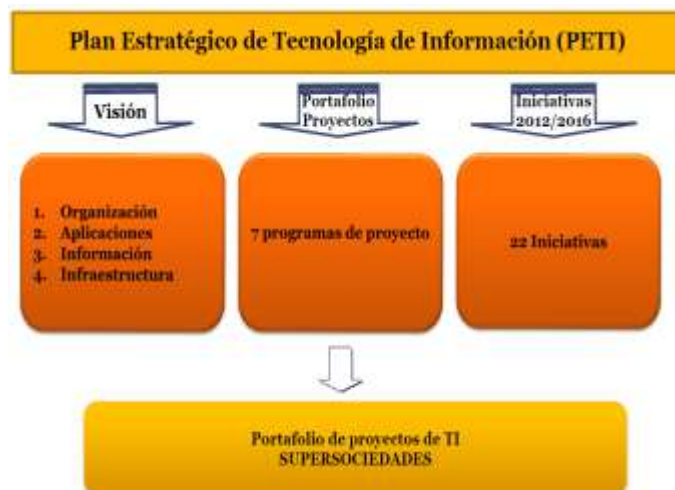 Plan Estratégico de Tecnología de Información (PETI)
Visión
Portafolio
Proyectos
Iniciativas
2012/2016
1. Organización
2. Aplicaciones
3. Información
4. Infraestructura
7 programas de proyecto
22 Iniciativas
Portafolio de proyectos de TI
SUPERSOCIEDADES